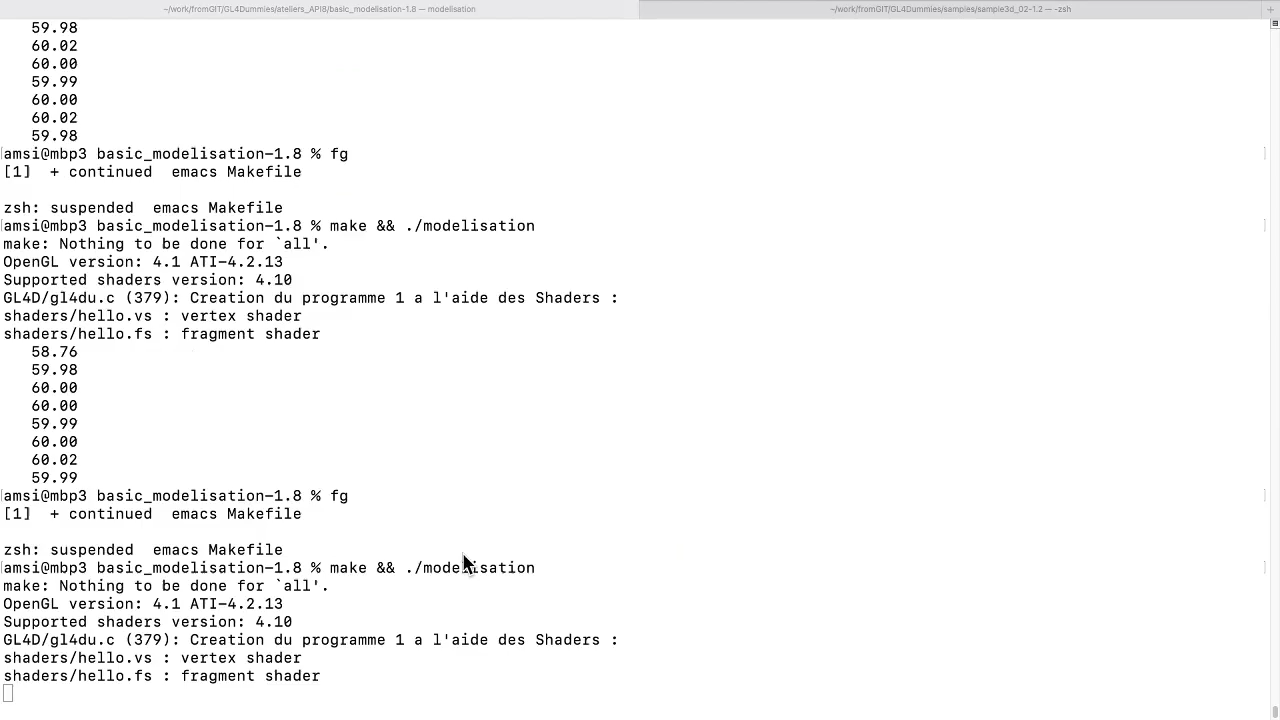 ~/work/fromGIT/GL4Dummies/ateliers_API8/basic_modelisation-1.8 — modelisation
~/work/fromGIT/GL4Dummies/samples/sample3d_02-1.2 — -zsh
59.98
60.02
60.00
59.99
60.00
60.02
59.98
amsi@mbp3 basic_modelisation-1.8 % fg
[1]  + continued  emacs Makefile
zsh: suspended  emacs Makefile
amsi@mbp3 basic_modelisation-1.8 % make && ./modelisation
make: Nothing to be done for `all'.
OpenGL version: 4.1 ATI-4.2.13
Supported shaders version: 4.10
GL4D/gl4du.c (379): Creation du programme 1 a l'aide des Shaders :
shaders/hello.vs : vertex shader
shaders/hello.fs : fragment shader
58.76
59.98
60.00
60.00
59.99
60.00
60.02
59.99
amsi@mbp3 basic_modelisation-1.8 % fg
[1]  + continued  emacs Makefile
zsh: suspended  emacs Makefile
amsi@mbp3 basic_modelisation-1.8 % make && ./modelisation
make: Nothing to be done for `all'.
OpenGL version: 4.1 ATI-4.2.13
Supported shaders version: 4.10
GL4D/gl4du.c (379): Creation du programme 1 a l'aide des Shaders :
shaders/hello.vs : vertex shader
shaders/hello.fs : fragment shader